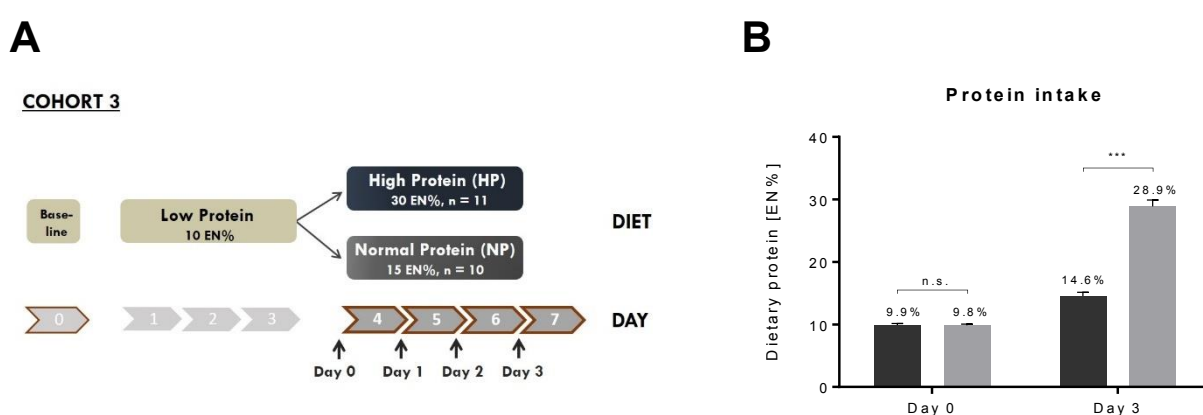 A
COHORT 3
Base-
line
Low Protein
10 EN%
High Protein (HP)
30 EN%, n = 11
Normal Protein (NP)
15 EN%, n = 10
DIET
0
1
2
3
4
5
6
7
DAY
Day 0
Day 1
Day 2
Day 3
B
Protein intake
Dietary protein [EN%]
40
30
20
10
0
n.s.
9.9%
9.8%
***
14.6%
28.9%
Day 0
Day 3